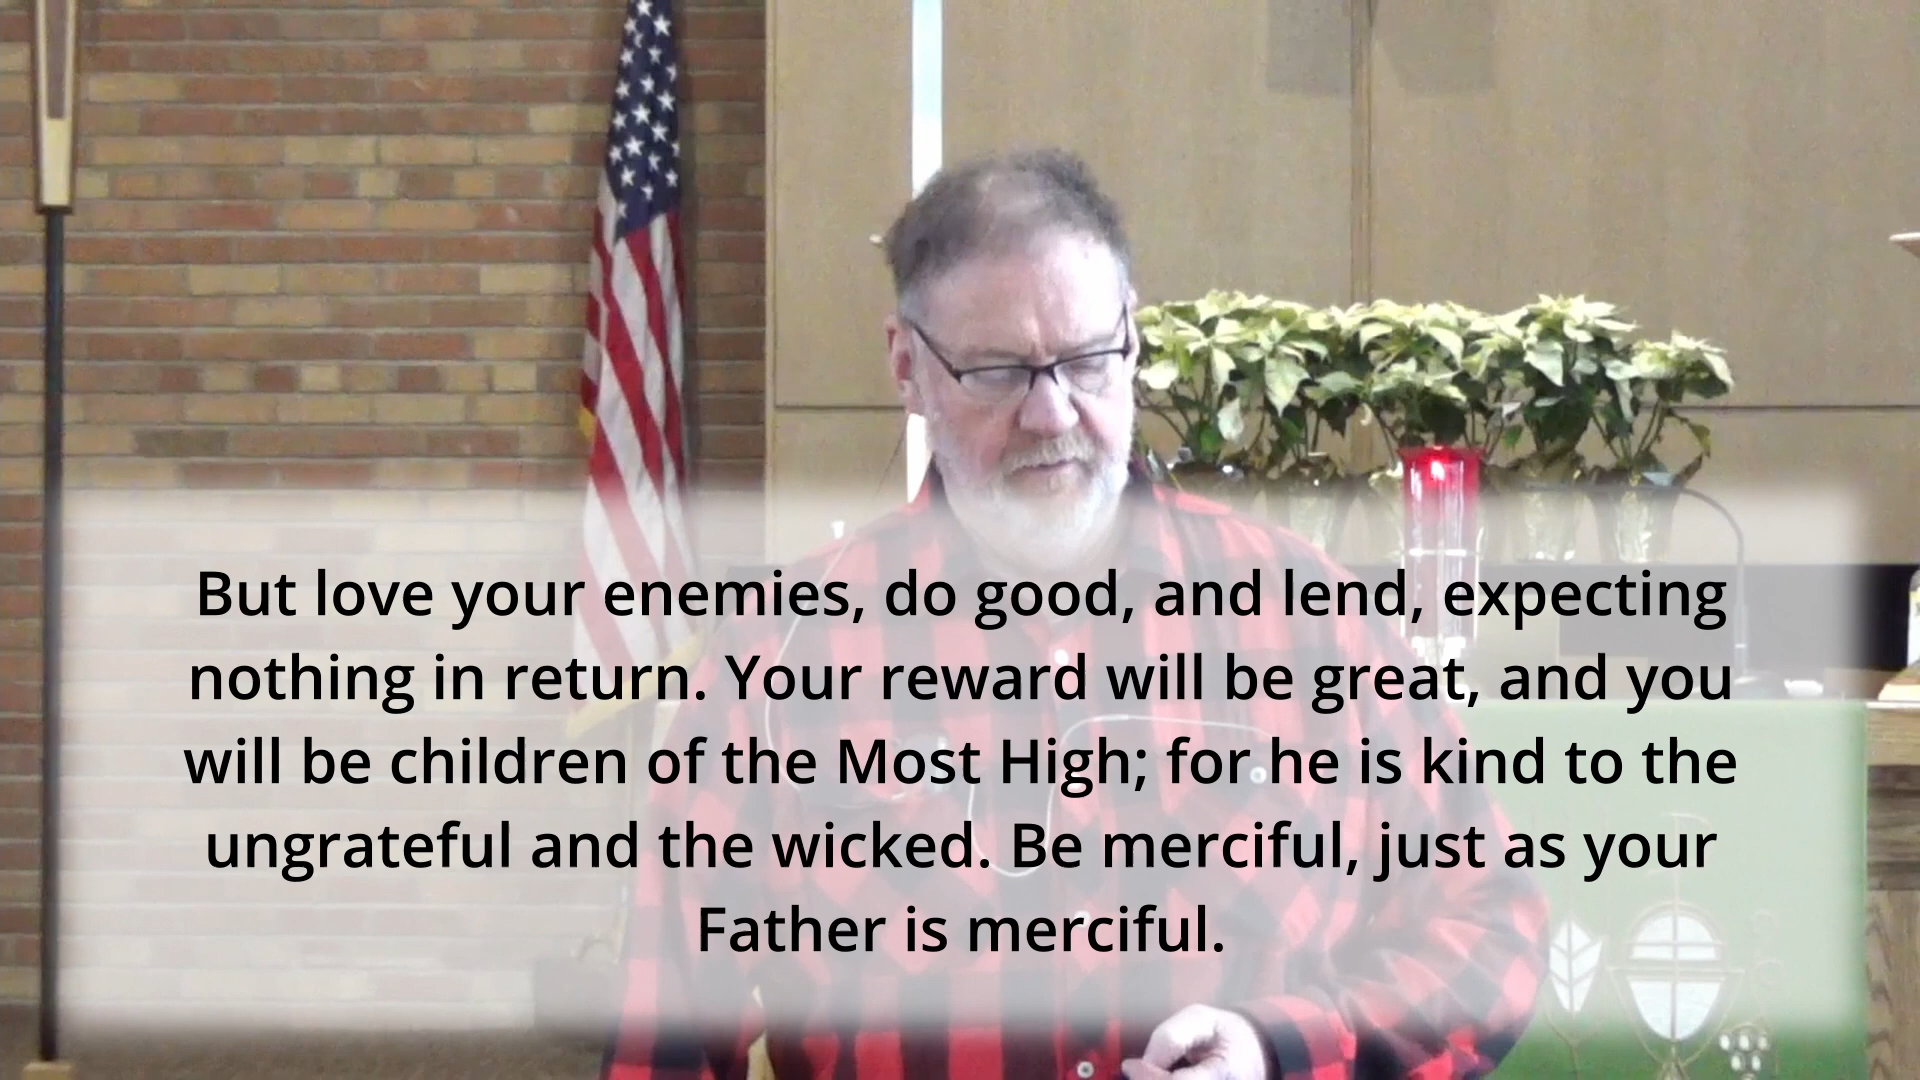 But love your enemies, do good, and lend, expecting
nothing in return. Your reward will be great, and you
will be children of the Most High; for he is kind to the
ungrateful and the wicked. Be merciful, just as your
Father is merciful.